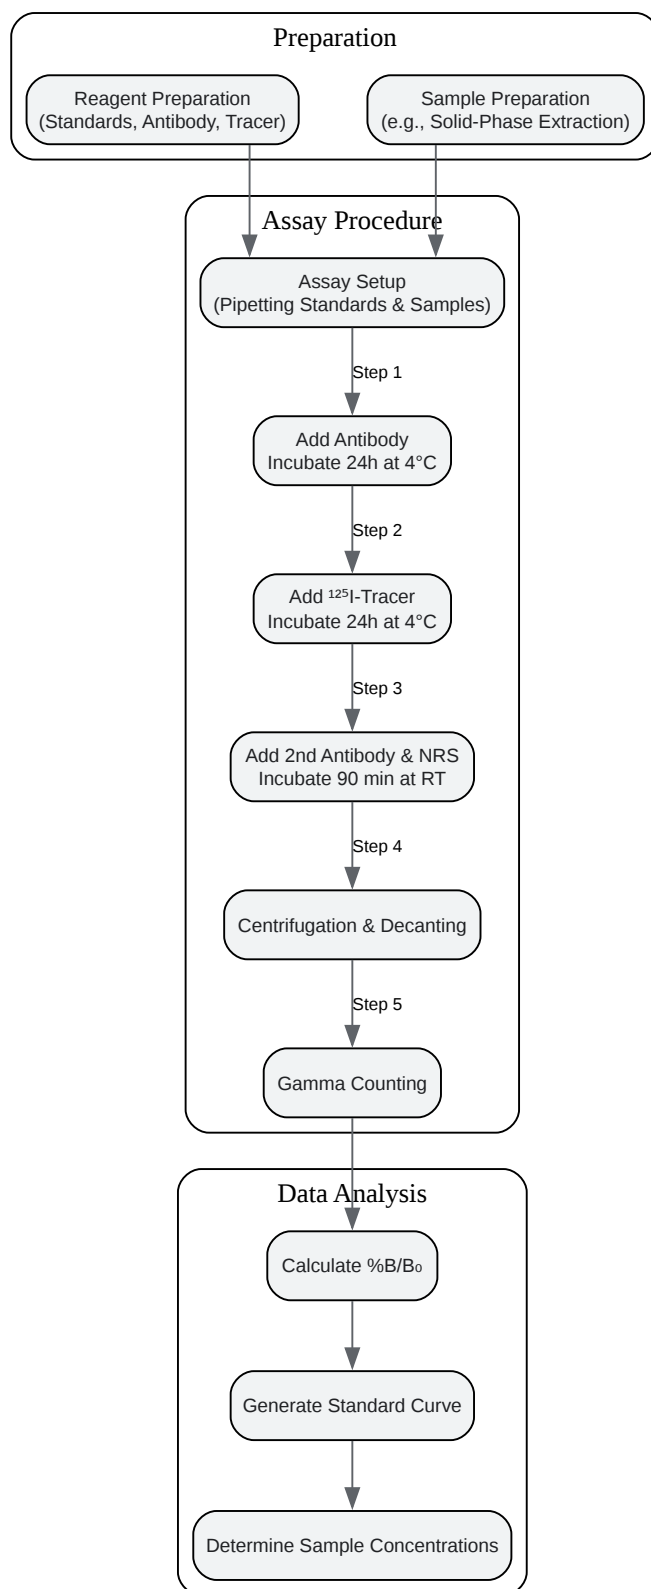 Preparation
Reagent Preparation
(Standards, Antibody, Tracer)
Sample Preparation
(e.g., Solid-Phase Extraction)
Assay Procedure
Assay Setup
(Pipetting Standards & Samples)
Step 1
Add Antibody
Incubate 24h at 4°C
Step 2
Add ¹²⁵I-Tracer
Incubate 24h at 4°C
Step 3
Add 2nd Antibody & NRS
Incubate 90 min at RT
Step 4
Centrifugation & Decanting
Step 5
Gamma Counting
Data Analysis
Calculate %B/B₀
Generate Standard Curve
Determine Sample Concentrations